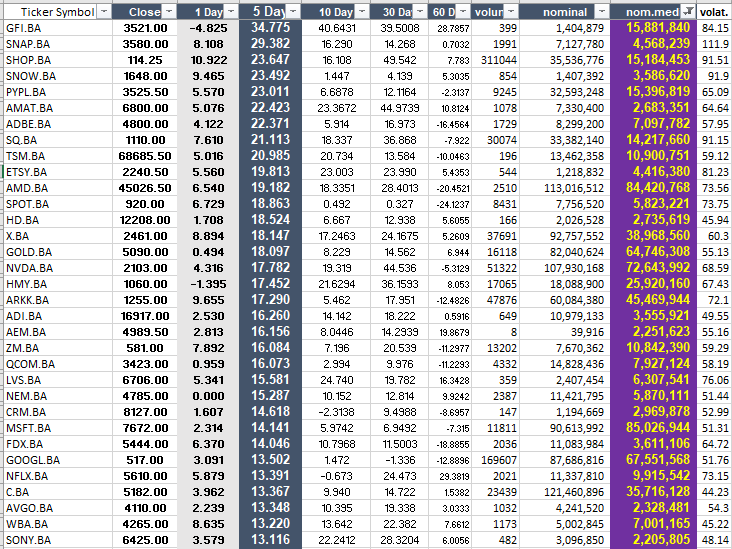 Ticker Symbol Close 1 Day 5 Day 10 Day 30 Da 60 D volur nominal nom.med volat.
GFI.BA 3521.00 -4.825 34.775 40.6431 39.5008 28.7857 399 1,404,879 15,881,840 84.15
SNAP.BA 3580.00 8.108 29.382 16.290 14.268 0.7032 1991 7,127,780 4,568,239 111.9
SHOP.BA 114.25 10.922 23.647 16.108 49.542 7.783 311044 35,536,776 15,184,453 91.51
SNOW.BA 1648.00 9.465 23.492 1.447 4.139 5.3035 854 1,407,392 3,586,620 91.9
PYPL.BA 3525.50 5.570 23.011 6.6878 12.1164 -2.3137 9245 32,593,248 15,396,819 65.09
AMAT.BA 6800.00 5.076 22.423 23.3672 44.9739 10.8124 1078 7,330,400 2,683,351 64.64
ADBE.BA 4800.00 4.122 22.371 5.914 16.973 -16.4564 1729 8,299,200 7,097,782 57.95
SQ.BA 1110.00 7.610 21.113 18.337 36.868 -7.922 30074 33,382,140 14,217,660 91.15
TSM.BA 68685.50 5.016 20.985 20.734 13.584 -10.0463 196 13,462,358 10,900,751 59.12
ETSY.BA 2240.50 5.560 19.813 23.003 23.990 5.4353 544 1,218,832 4,416,380 81.23
AMD.BA 45026.50 6.540 19.182 18.3351 28.4013 -20.4521 2510 113,016,512 84,420,768 73.56
SPOT.BA 920.00 6.729 18.863 0.492 0.327 -24.1237 8431 7,756,520 5,823,221 73.75
HD.BA 12208.00 1.708 18.524 6.667 12.938 5.6055 166 2,026,528 2,735,619 45.94
X.BA 2461.00 8.894 18.147 17.2463 24.1675 5.2609 37691 92,757,552 38,968,560 60.3
GOLD.BA 5090.00 0.494 18.097 8.229 14.562 6.944 16118 82,040,624 64,746,308 55.13
NVDA.BA 2103.00 4.316 17.782 19.319 44.536 -5.3129 51322 107,930,168 72,643,992 68.59
HMY.BA 1060.00 -1.395 17.452 21.6294 36.1593 8.053 17065 18,088,900 25,920,160 67.43
ARKK.BA 1255.00 9.655 17.290 5.462 17.951 -12.4826 47876 60,084,380 45,469,944 72.1
ADI.BA 16917.00 2.530 16.260 14.142 18.222 0.5916 649 10,979,133 3,555,921 49.55
AEM.BA 4989.50 2.813 16.156 8.0446 14.2939 19.8679 8 39,916 2,251,623 55.16
ZM.BA 581.00 7.892 16.084 7.196 20.539 -11.2977 13202 7,670,362 10,842,390 59.29
QCOM.BA 3423.00 0.959 16.073 2.994 9.976 -11.2293 4332 14,828,436 7,927,124 58.19
LVS.BA 6706.00 5.341 15.581 24.740 19.782 16.3428 359 2,407,454 6,307,541 76.06
NEM.BA 4785.00 0.000 15.287 10.152 12.814 9.9242 2387 11,421,795 5,870,111 51.44
CRM.BA 8127.00 1.607 14.618 -2.3138 9.4988 -8.6957 147 1,194,669 2,969,878 52.99
MSFT.BA 7672.00 2.314 14.141 5.9742 6.9492 -7.315 11811 90,613,992 85,026,944 51.31
FDX.BA 5444.00 6.370 14.046 10.7968 11.5003 -18.8855 2036 11,083,984 3,611,106 64.72
GOOGL.BA 517.00 3.091 13.502 1.472 -1.336 -12.8896 169607 87,686,816 67,551,568 51.76
NFLX.BA 5610.00 5.879 13.391 -0.673 24.473 29.3819 2021 11,337,810 9,915,542 73.15
C.BA 5182.00 3.962 13.367 9.940 14.722 1.5382 23439 121,460,896 35,716,128 44.23
AVGO.BA 4110.00 2.239 13.348 10.395 19.338 3.0333 1032 4,241,520 2,328,481 54.3
WBA.BA 4265.00 8.635 13.220 13.642 22.382 7.6612 1173 5,002,845 7,001,165 45.22
SONY.BA 6425.00 3.579 13.116 22.2412 28.3204 6.0056 482 3,096,850 2,205,805 48.14